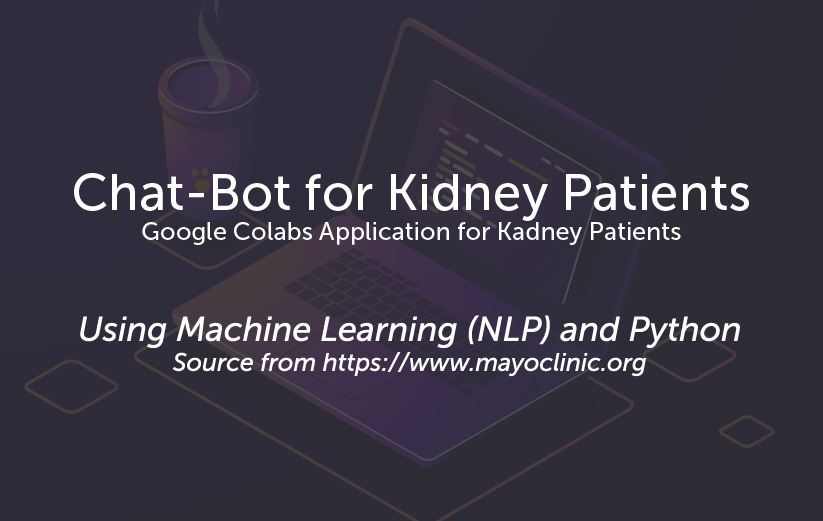 Chat-Bot for Kidney Patients
Google Colabs Application for Kadney Patients
Using Machine Learning (NLP) and Python
Source from https://www.mayoclinic.org